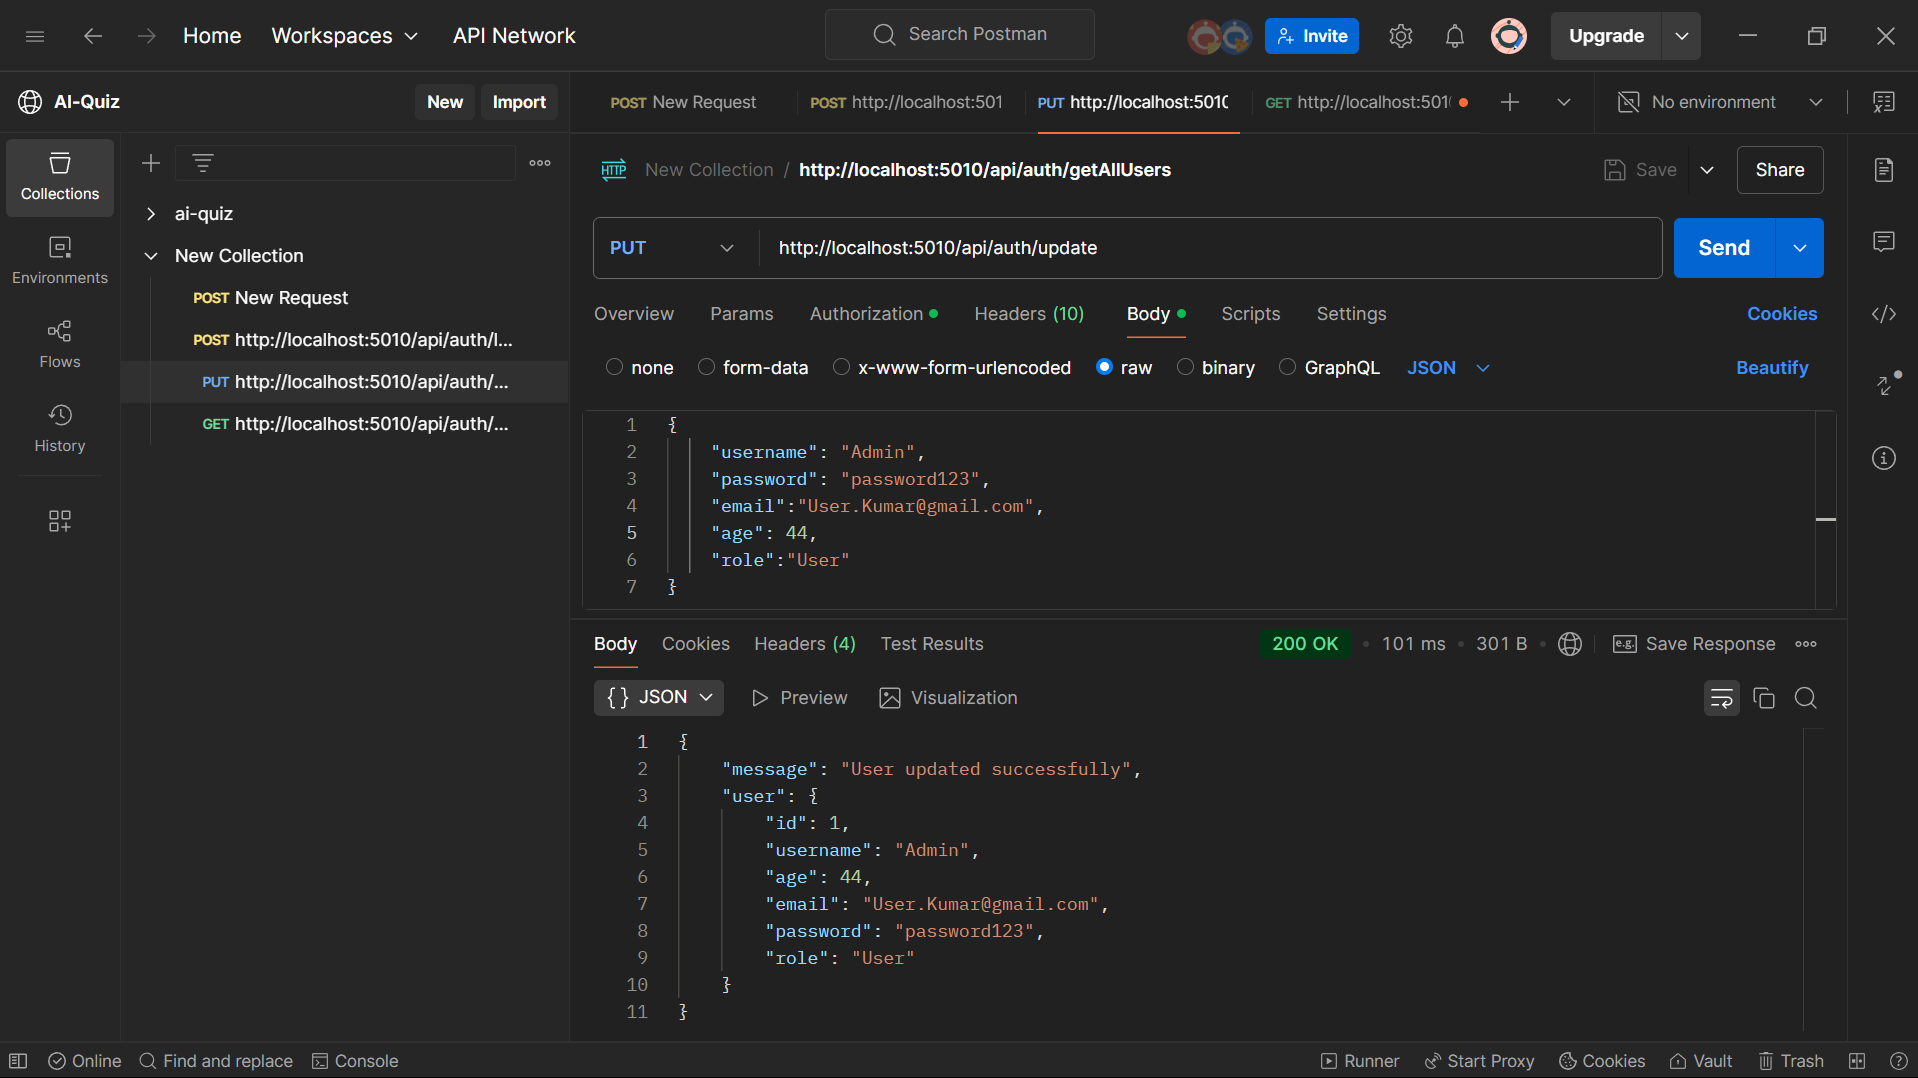 Home Workspaces API Network Search Postman Invite Upgrade
AI-Quiz New Import
POST New Request POST http://localhost:501 PUT http://localhost:501 GET http://localhost:501 No environment
Collections
Environments
Flows
History
ai-quiz
New Collection
POST New Request
POST http://localhost:5010/api/auth/l...
PUT http://localhost:5010/api/auth/...
GET http://localhost:5010/api/auth/...
HTTP New Collection / http://localhost:5010/api/auth/getAllUsers Save Share
PUT http://localhost:5010/api/auth/update Send
Overview Params Authorization Headers (10) Body Scripts Settings Cookies
none form-data x-www-form-urlencoded raw binary GraphQL JSON Beautify
1 {
2 "username": "Admin",
3 "password": "password123",
4 "email":"User.Kumar@gmail.com",
5 "age": 44,
6 "role":"User"
7 }
Body Cookies Headers (4) Test Results 200 OK • 101 ms • 301 B • e.g. Save Response
{} JSON Preview Visualization
1 {
2 "message": "User updated successfully",
3 "user": {
4 "id": 1,
5 "username": "Admin",
6 "age": 44,
7 "email": "User.Kumar@gmail.com",
8 "password": "password123",
9 "role": "User"
10 }
11 }
Online Find and replace Console Runner Start Proxy Cookies Vault Trash